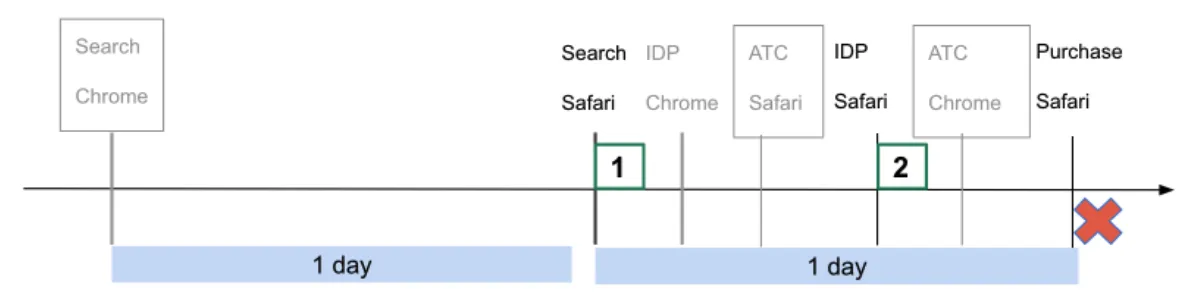 Search
Chrome
Search
Safari
IDP
Chrome
ATC
Safari
IDP
Safari
ATC
Chrome
Purchase
Safari
1
2
1 day
1 day